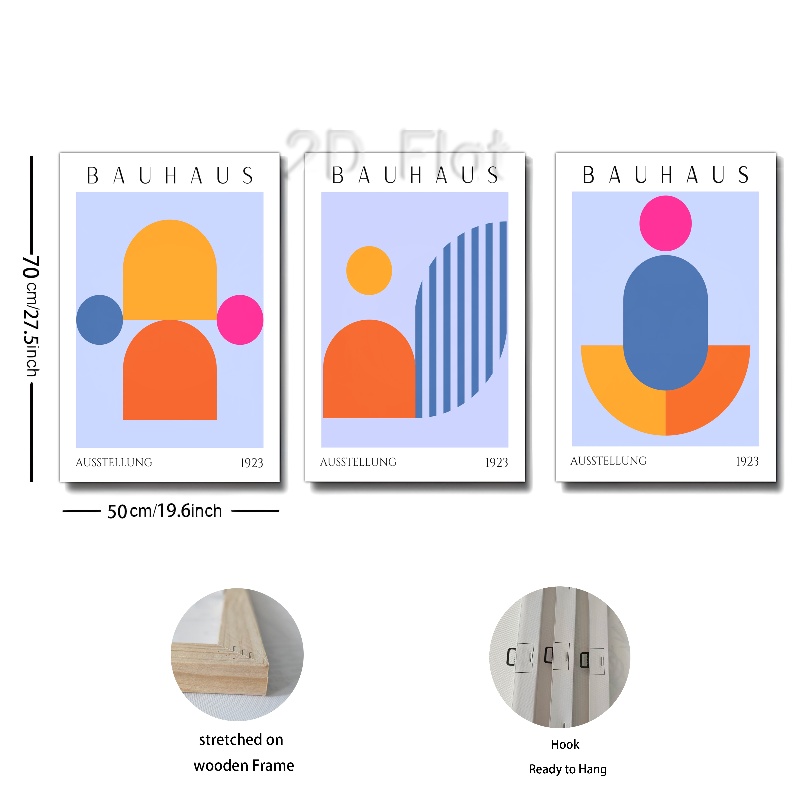 2D Flat
BAUHAUS
BAUHAUS
BAUHAUS
70 cm/27.5inch
AUSSTELLUNG 1923
AUSSTELLUNG 1923
AUSSTELLUNG 1923
50cm/19.6inch
stretched on
wooden Frame
Hook
Ready to Hang